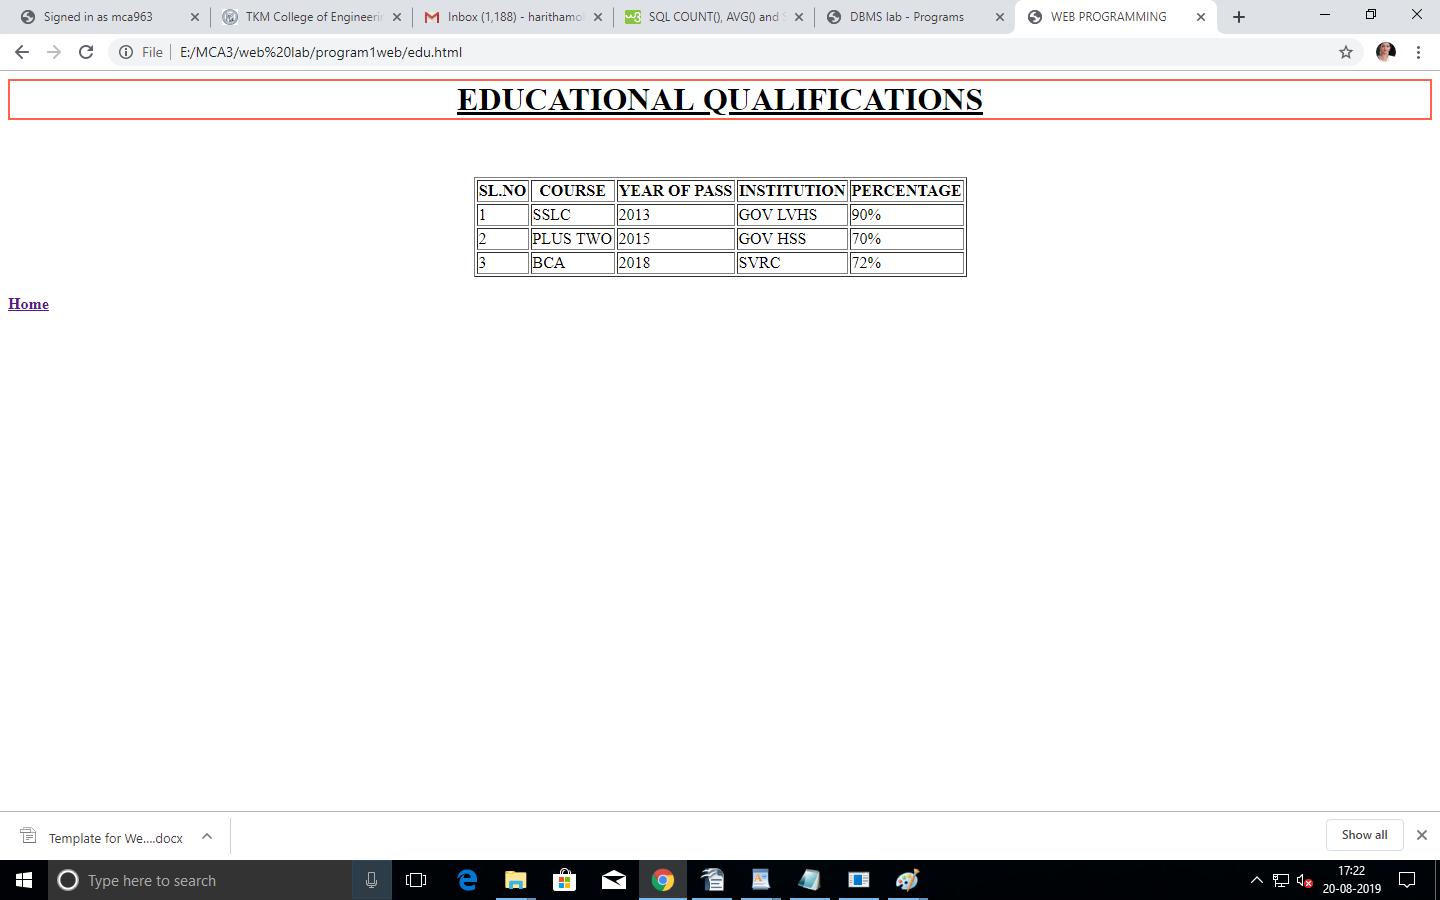 Signed in as mca963
TKM College of Engineerin
Inbox (1,188) - harithamol
SQL COUNT(), AVG() and S
DBMS lab - Programs
WEB PROGRAMMING
File E:/MCA3/web%20lab/program1web/edu.html
EDUCATIONAL QUALIFICATIONS
SL.NO COURSE YEAR OF PASS INSTITUTION PERCENTAGE
1 SSLC 2013 GOV LVHS 90%
2 PLUS TWO 2015 GOV HSS 70%
3 BCA 2018 SVRC 72%
Home
Template for We....docx
Show all
Type here to search
17:22
20-08-2019